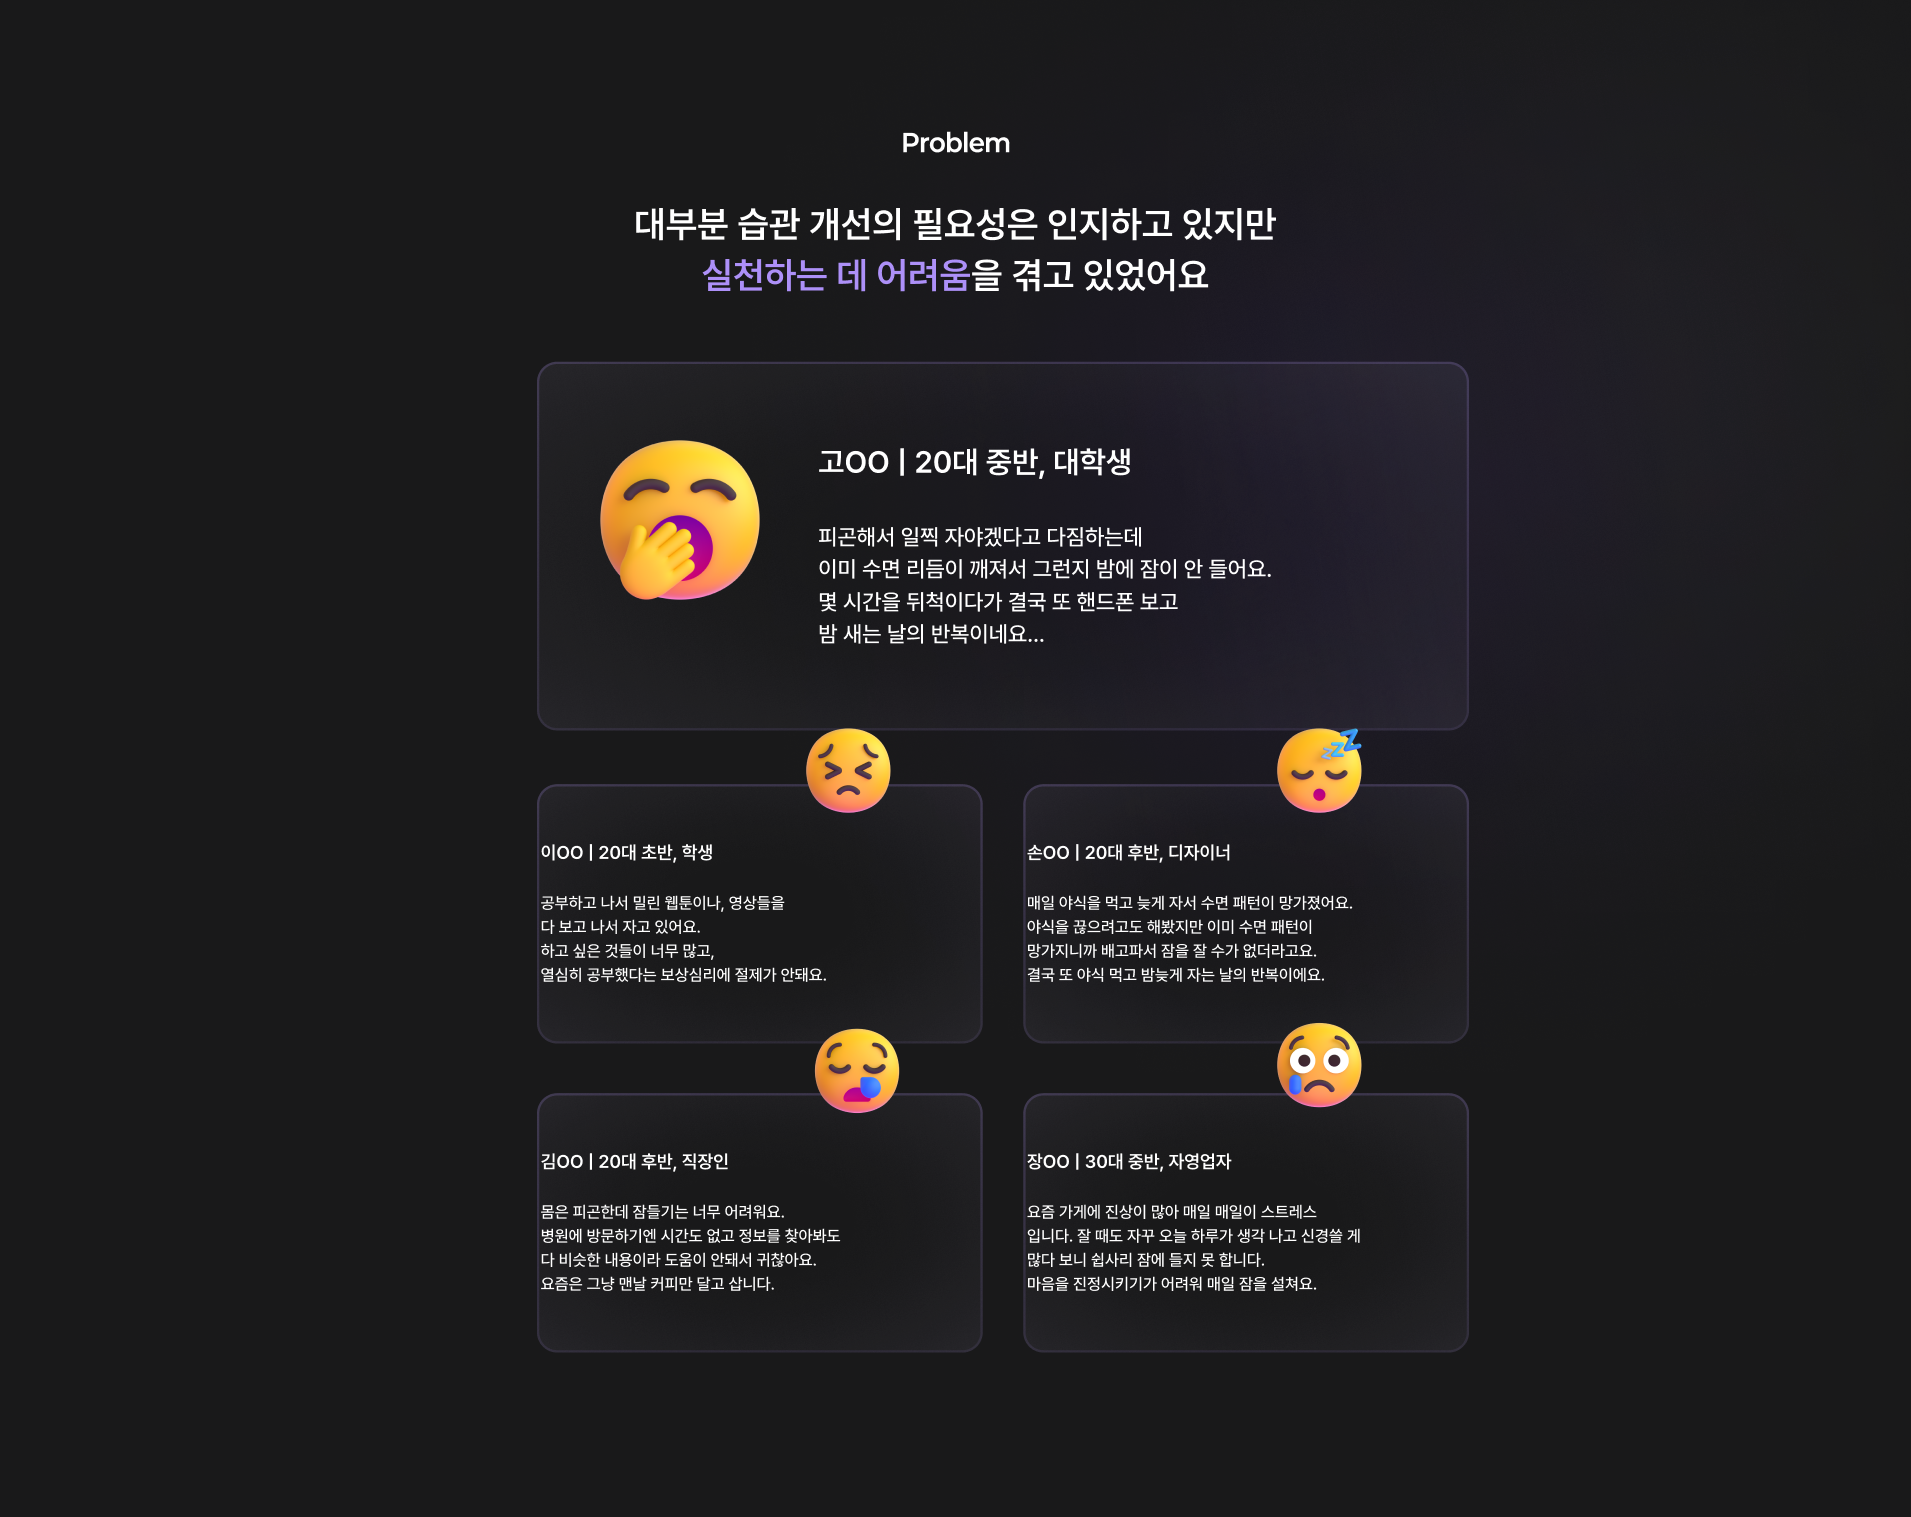 Problem
대부분 습관 개선의 필요성은 인지하고 있지만
실천하는 데 어려움을 겪고 있었어요
고OO | 20대 중반, 대학생
피곤해서 일찍 자야겠다고 다짐하는데
이미 수면 리듬이 깨져서 그런지 밤에 잠이 안 들어요.
몇 시간을 뒤척이다가 결국 또 핸드폰 보고
밤 새는 날의 반복이네요...
이OO | 20대 초반, 학생
공부하고 나서 밀린 웹툰이나, 영상들을
다 보고 나서 자고 있어요.
하고 싶은 것들이 너무 많고,
열심히 공부했다는 보상심리에 절제가 안돼요.
손OO | 20대 후반, 디자이너
매일 야식을 먹고 늦게 자서 수면 패턴이 망가졌어요.
야식을 끊으려고도 해봤지만 이미 수면 패턴이
망가지니까 배고파서 잠을 잘 수가 없더라고요.
결국 또 야식 먹고 밤늦게 자는 날의 반복이에요.
김OO | 20대 후반, 직장인
몸은 피곤한데 잠들기는 너무 어려워요.
병원에 방문하기엔 시간도 없고 정보를 찾아봐도
다 비슷한 내용이라 도움이 안돼서 귀찮아요.
요즘은 그냥 맨날 커피만 달고 삽니다.
장OO | 30대 중반, 자영업자
요즘 가게에 진상이 많아 매일 매일이 스트레스
입니다. 잘 때도 자꾸 오늘 하루가 생각 나고 신경쓸 게
많다 보니 쉽사리 잠에 들지 못 합니다.
마음을 진정시키기가 어려워 매일 잠을 설쳐요.